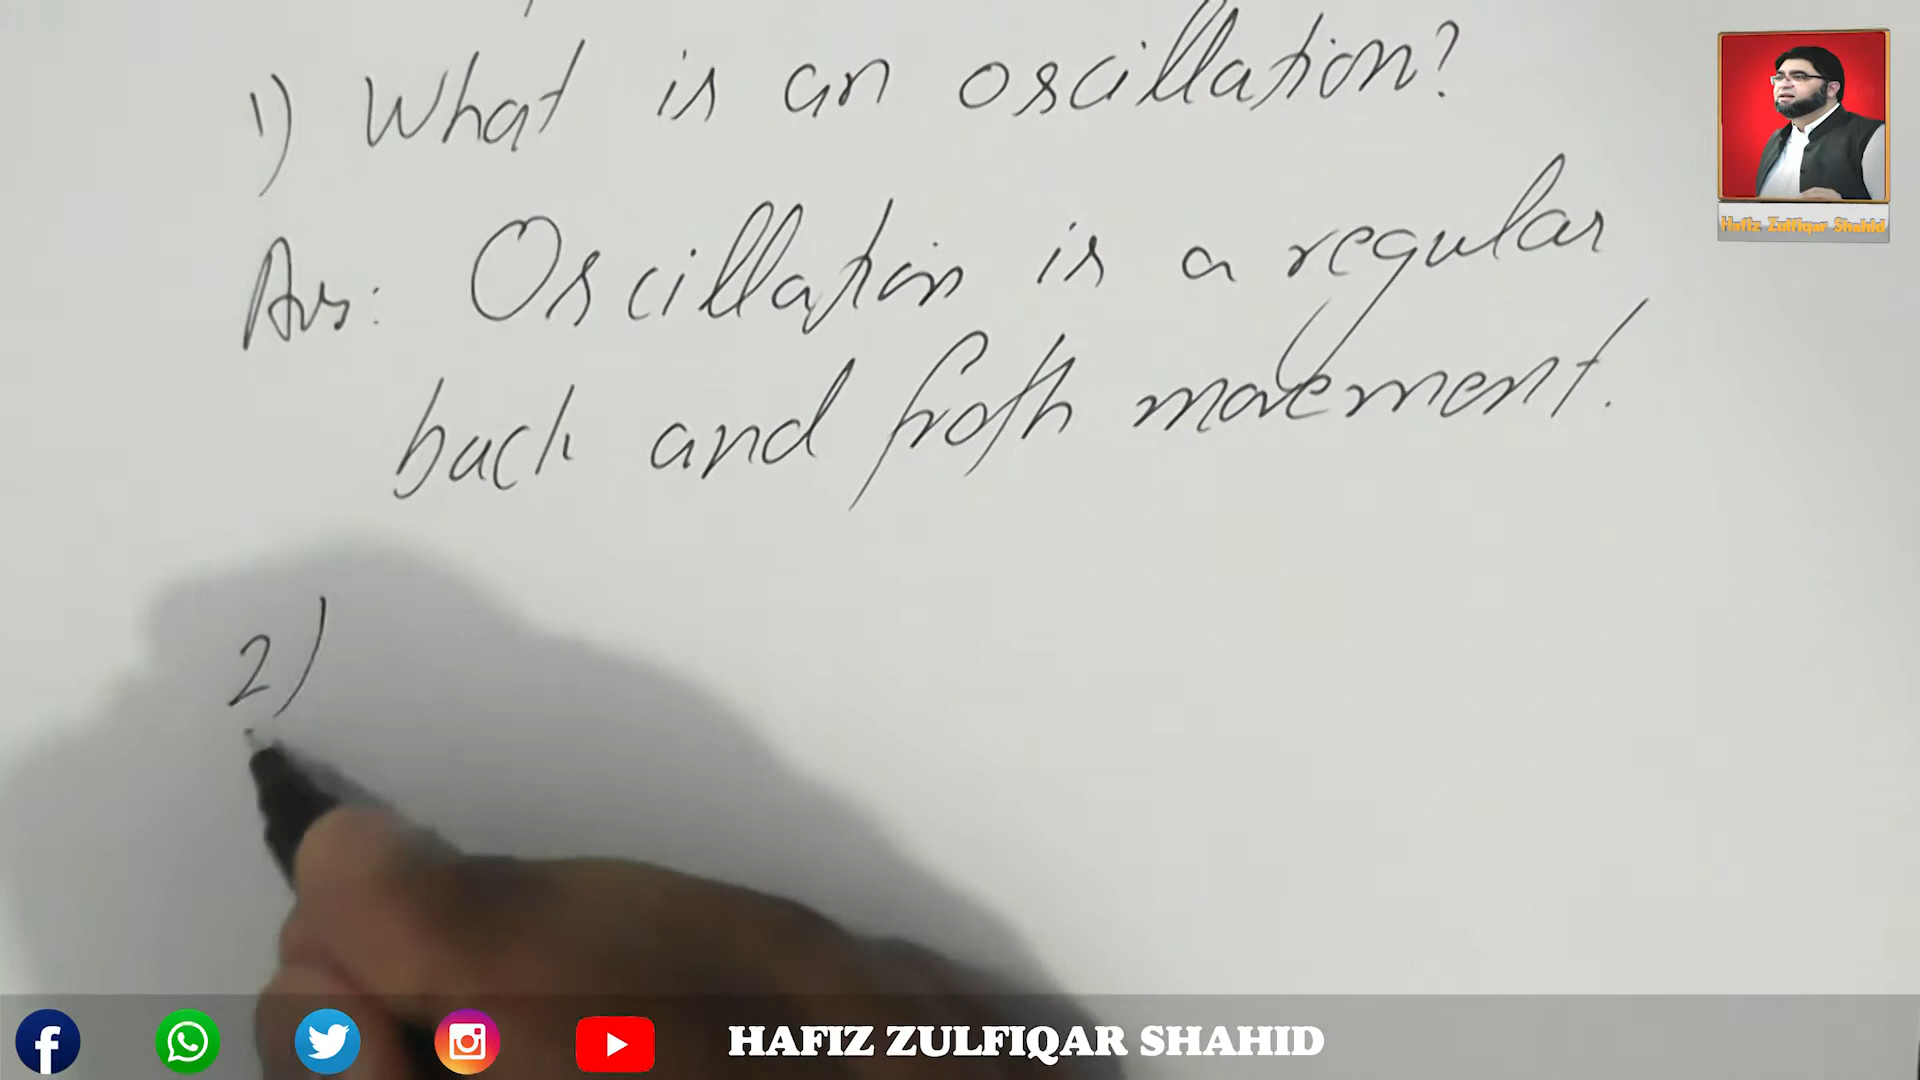 1) What is an oscillation?
Ans: Oscillation is a regular
back and froth movement.
2)
Hafiz Zulfiqar Shahid
HAFIZ ZULFIQAR SHAHID